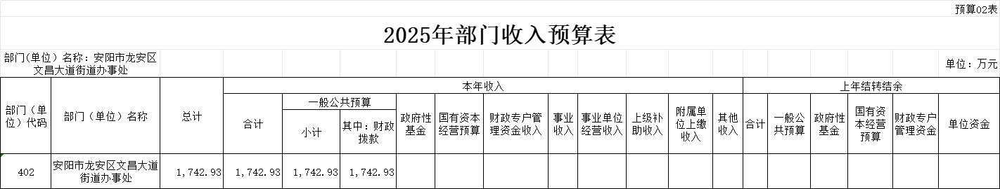 预算02表
2025年部门收入预算表
部门(单位）名称：安阳市龙安区
文昌大道街道办事处
单位：万元
部门（单
位）代码
部门（单位）名称
总计
本年收入
上年结转结余
合计
一般公共预算
小计
其中：财政
拨款
政府性
基金
国有资本
经营预算
财政专户管
理资金收入
事业
收入
事业单位
经营收入
上级补
助收入
附属单
位上缴
收入
其他
收入
合计
一般公
共预算
政府性
基金
国有资
本经营
预算
财政专户
管理资金
单位资金
402
安阳市龙安区文昌大道
街道办事处
1,742.93
1,742.93
1,742.93
1,742.93